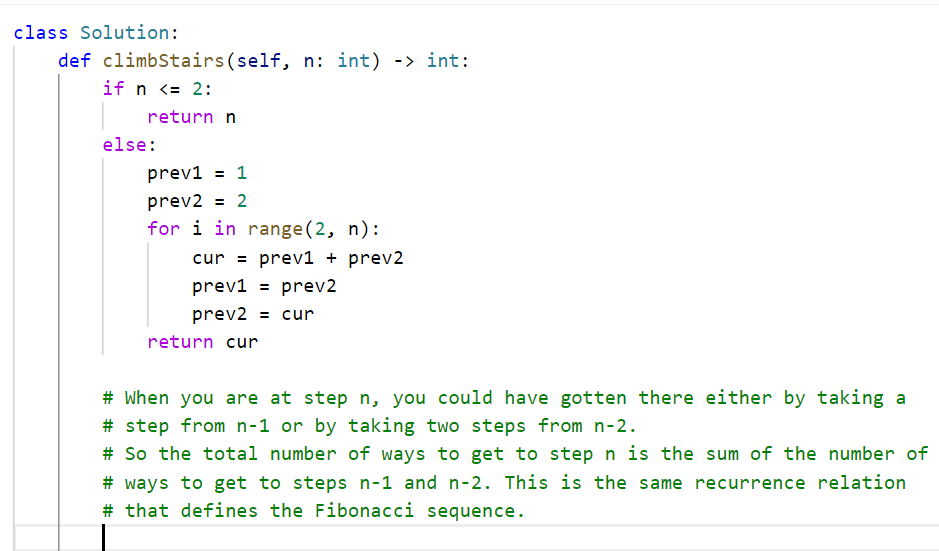 class Solution:
    def climbStairs(self, n: int) -> int:
        if n <= 2:
            return n
        else:
            prev1 = 1
            prev2 = 2
            for i in range(2, n):
                cur = prev1 + prev2
                prev1 = prev2
                prev2 = cur
            return cur

        # When you are at step n, you could have gotten there either by taking a
        # step from n-1 or by taking two steps from n-2.
        # So the total number of ways to get to step n is the sum of the number of
        # ways to get to steps n-1 and n-2. This is the same recurrence relation
        # that defines the Fibonacci sequence.